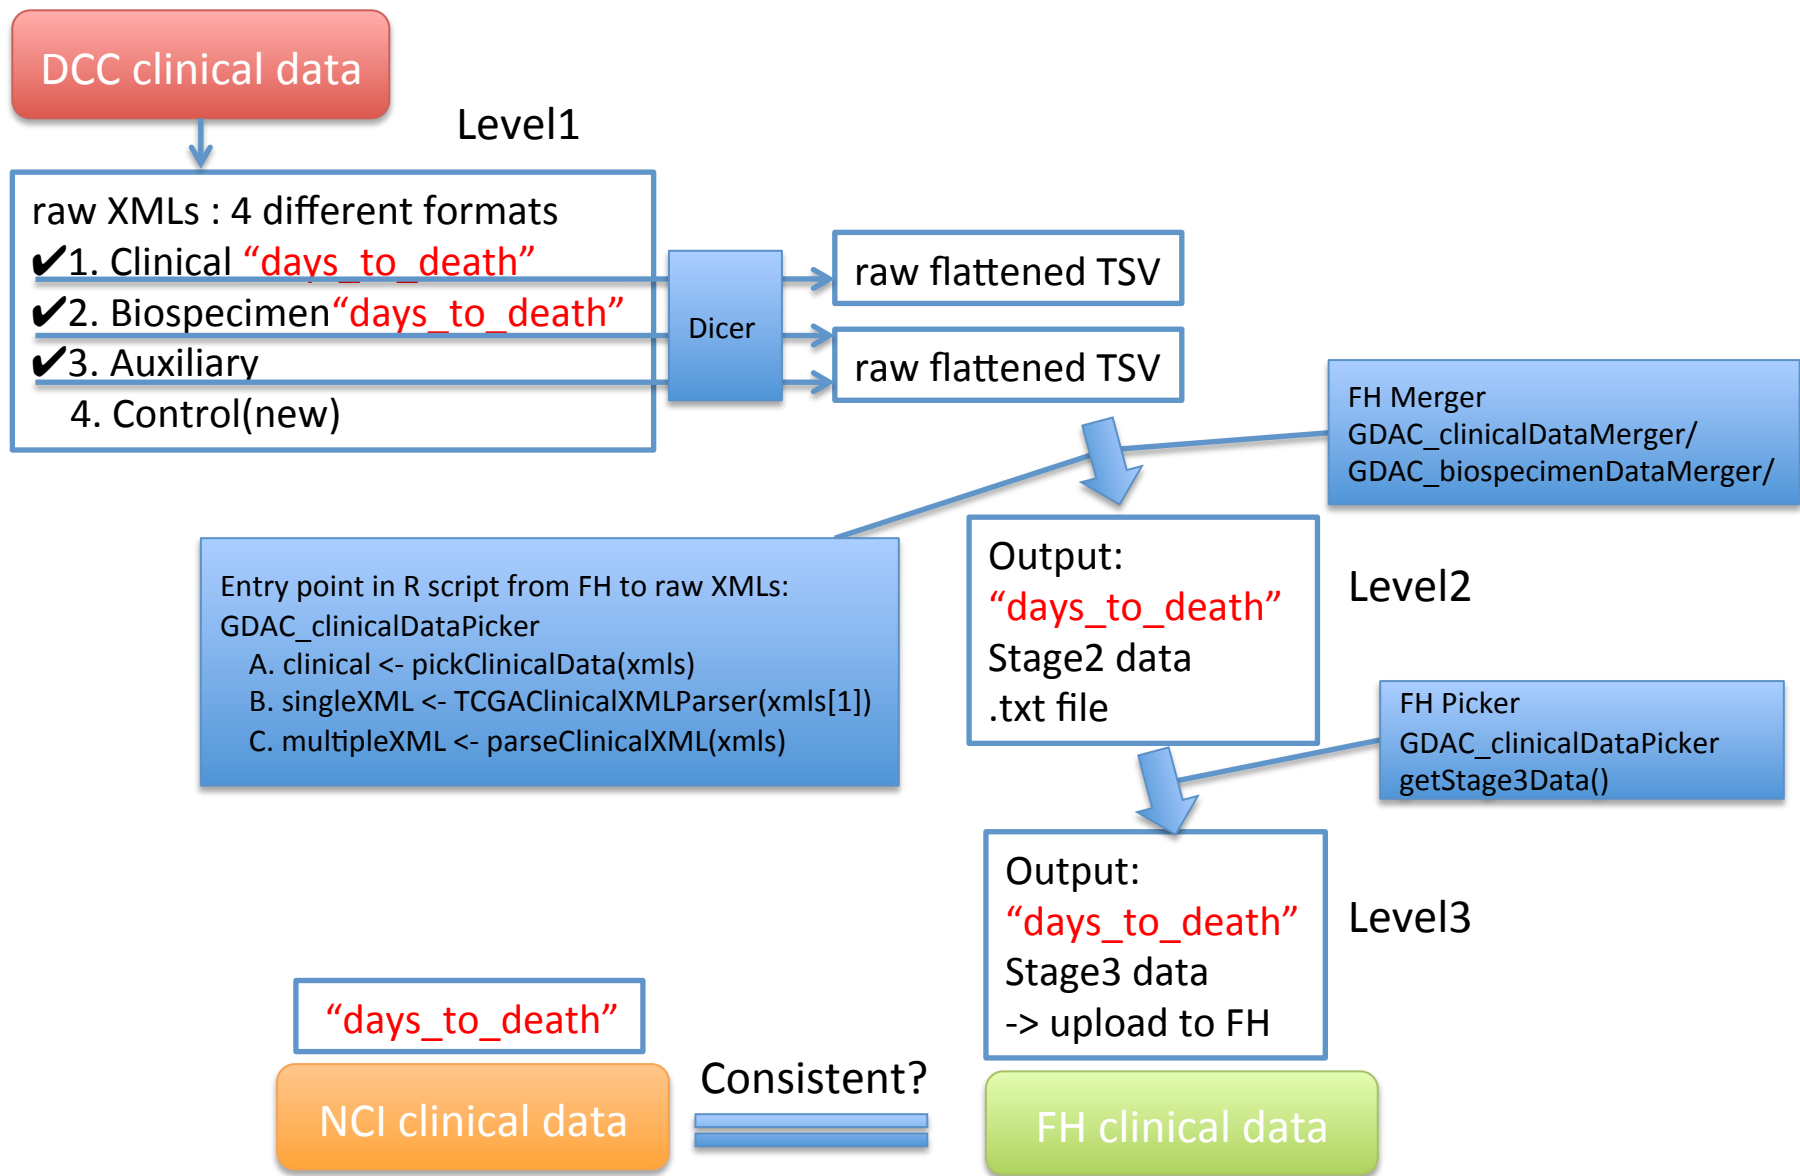 DCC clinical data
Level1
raw XMLs : 4 different formats
✔1. Clinical “days_to_death”
✔2. Biospecimen“days_to_death”
✔3. Auxiliary
4. Control(new)
Dicer
raw flattened TSV
raw flattened TSV
FH Merger
GDAC_clinicalDataMerger/
GDAC_biospecimenDataMerger/
Entry point in R script from FH to raw XMLs:
GDAC_clinicalDataPicker
A. clinical <- pickClinicalData(xmls)
B. singleXML <- TCGAClinicalXMLParser(xmls[1])
C. multipleXML <- parseClinicalXML(xmls)
Output:
“days_to_death”
Stage2 data
.txt file
Level2
FH Picker
GDAC_clinicalDataPicker
getStage3Data()
Output:
“days_to_death”
Stage3 data
-> upload to FH
Level3
“days_to_death”
NCI clinical data
Consistent?
FH clinical data